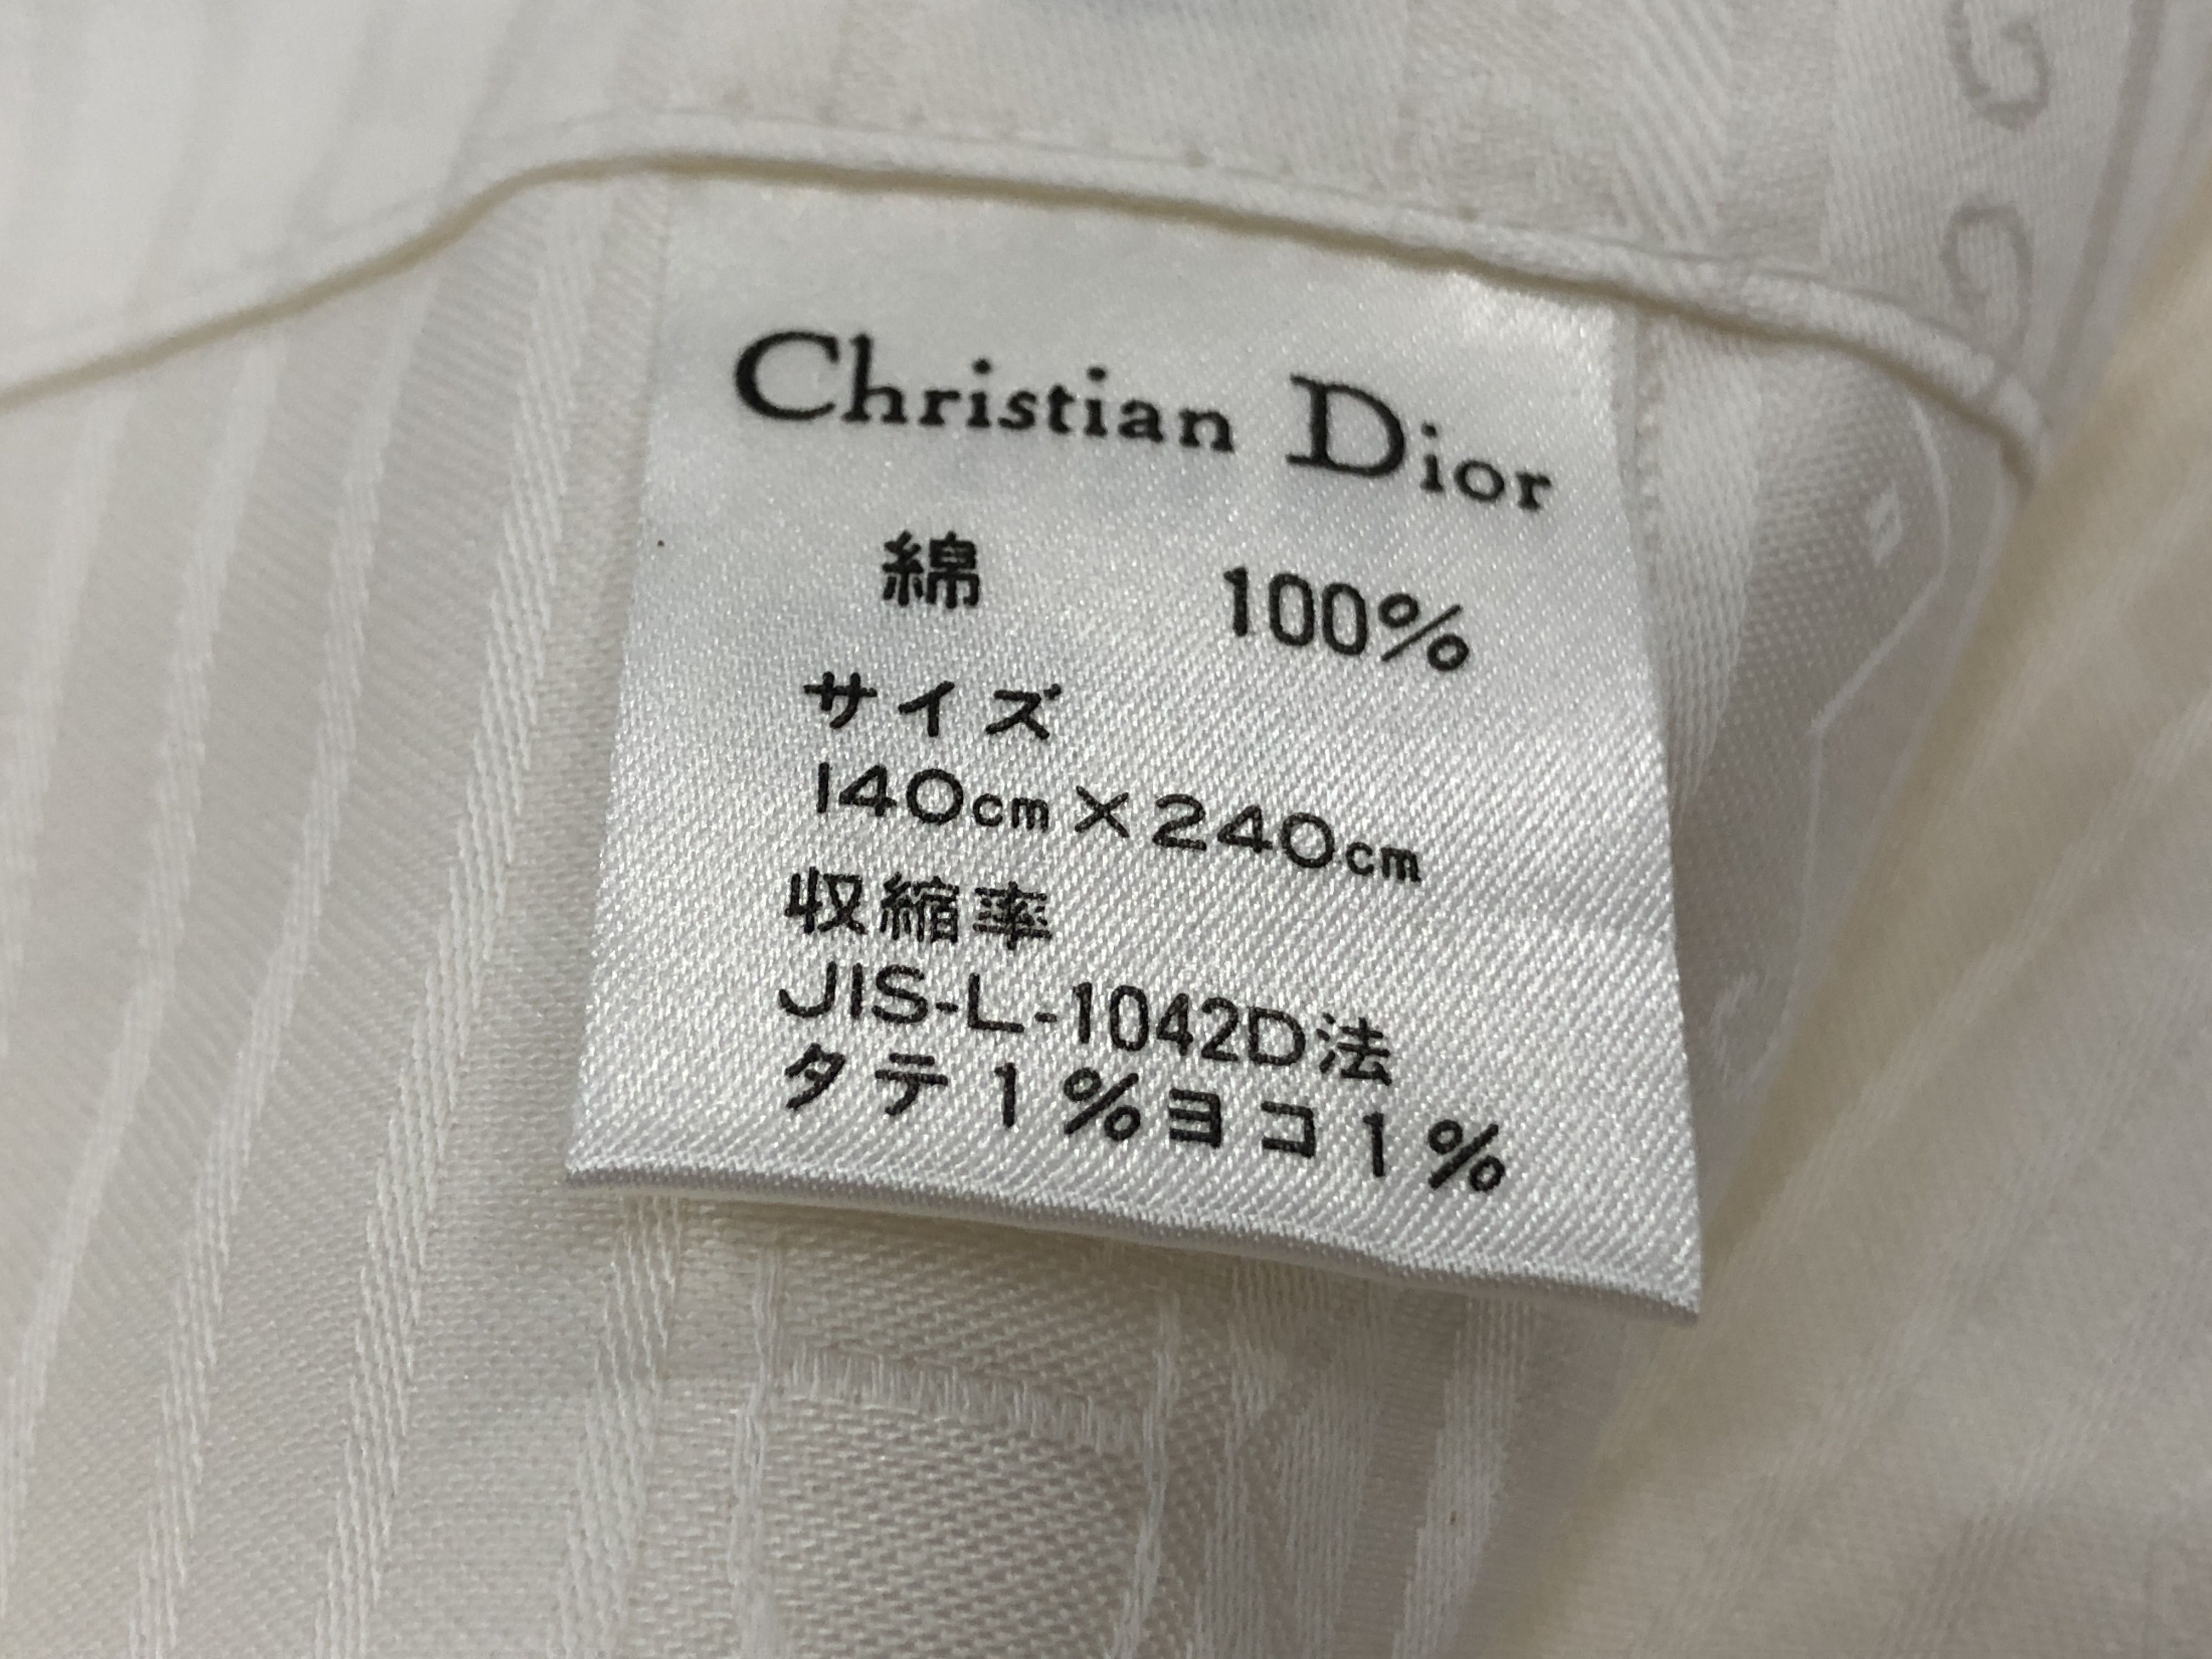 Christian Dior
綿 100%
サイズ
140cm×240cm
収縮率
JIS-L-1042D法
タテ1%ヨコ1%